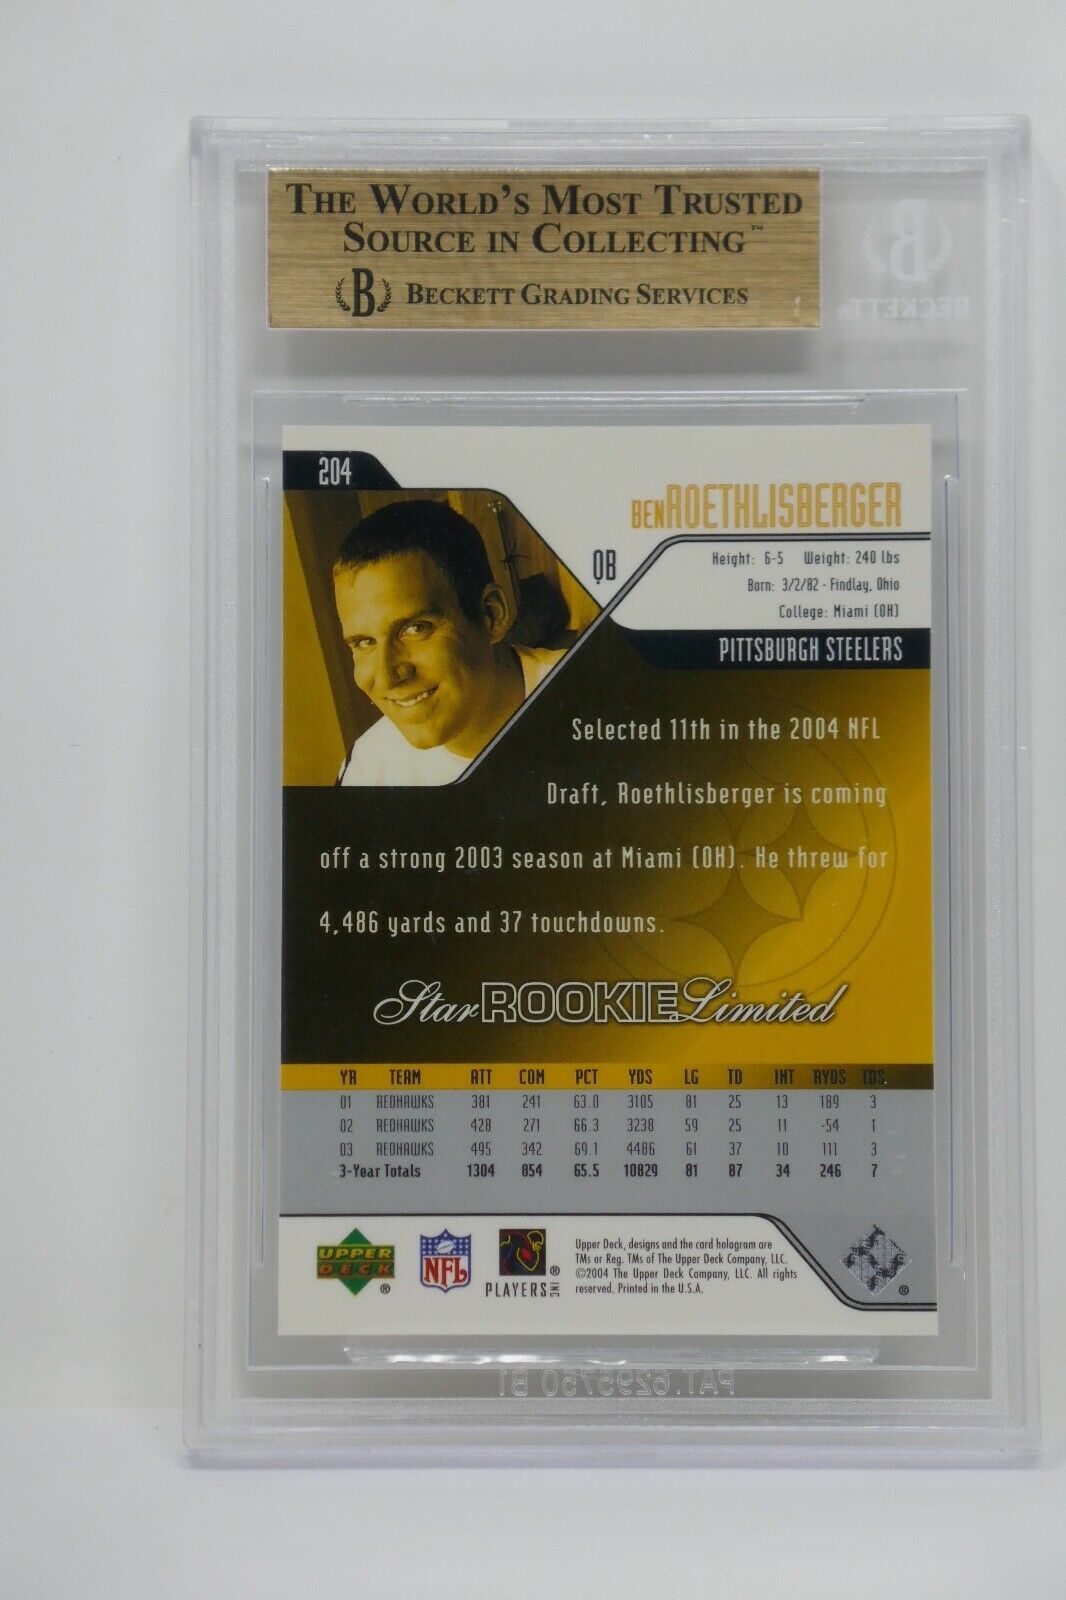 THE WORLD'S MOST TRUSTED
SOURCE IN COLLECTING™
B BECKETT GRADING SERVICES
B
BECKETT®
204
BEN ROETHLISBERGER
QB
Height: 6-5 Weight: 240 lbs
Born: 3/2/82 - Findlay, Ohio
College: Miami (OH)
PITTSBURGH STEELERS
Selected 11th in the 2004 NFL
Draft, Roethlisberger is coming
off a strong 2003 season at Miami (OH). He threw for
4,486 yards and 37 touchdowns.
Star ROOKIE Limited
YR TEAM ATT COM PCT YDS LG TD INT RYDS TDS
01 REDHAWKS 381 241 63.0 3105 81 25 13 189 3
02 REDHAWKS 428 271 66.3 3238 59 25 11 -54 1
03 REDHAWKS 495 342 69.1 4486 61 37 10 111 3
3-Year Totals 1304 854 65.5 10829 81 87 34 246 7
UPPER
DECK®
NFL
PLAYERS INC®
Upper Deck, designs and the card hologram are
TMs or Reg. TMs of The Upper Deck Company, LLC.
©2004 The Upper Deck Company, LLC. All rights
reserved. Printed in the U.S.A.
®
PAT.6295750 B1